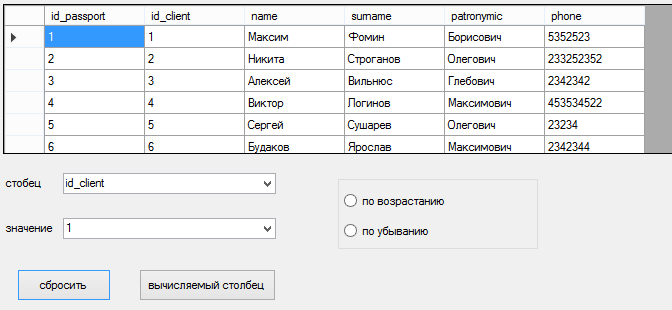 id_passport id_client name surname patronymic phone
1 1 Максим Фомин Борисович 5352523
2 2 Никита Строганов Олегович 233252352
3 3 Алексей Вильнюс Глебович 2342342
4 4 Виктор Логинов Максимович 453534522
5 5 Сергей Сушарев Олегович 23234
6 6 Будаков Ярослав Максимович 2342344
стобец id_client
по возрастанию
значение 1
по убыванию
сбросить вычисляемый столбец